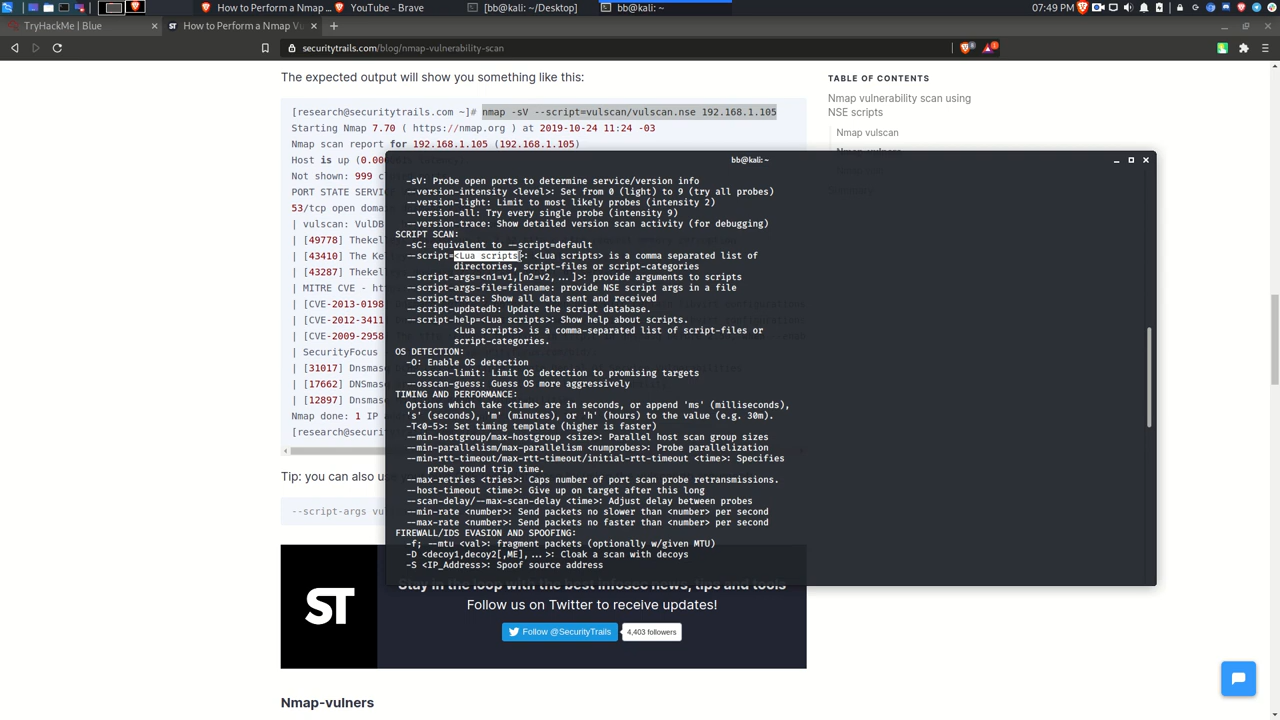 How to Perform a Nmap ...
YouTube - Brave
[bb@kali: ~/Desktop]
bb@kali: ~
07:49 PM
TryHackMe | Blue
How to Perform a Nmap Vu
securitytrails.com/blog/nmap-vulnerability-scan
The expected output will show you something like this:
TABLE OF CONTENTS
Nmap vulnerability scan using
NSE scripts
Nmap vulscan
[research@securitytrails.com ~]# nmap -sV --script=vulscan/vulscan.nse 192.168.1.105
Starting Nmap 7.70 ( https://nmap.org ) at 2019-10-24 11:24 -03
Nmap scan report for 192.168.1.105 (192.168.1.105)
Host is up (0.00
Not shown: 999 c
PORT STATE SERVIC
53/tcp open domain
| vulscan: VulDB
| [49778] Thekell
| [43410] The Ke
| [43287] Thekelley
| MITRE CVE - http
| [CVE-2013-0198
| [CVE-2012-3411
| [CVE-2009-2958
| SecurityFocus
| [31017] Dnsmas
| [17662] DNSmas
| [12897] Dnsmas
Nmap done: 1 IP
[research@securit
bb@kali: ~
-sV: Probe open ports to determine service/version info
--version-intensity <level>: Set from 0 (light) to 9 (try all probes)
--version-light: Limit to most likely probes (intensity 2)
--version-all: Try every single probe (intensity 9)
--version-trace: Show detailed version scan activity (for debugging)
SCRIPT SCAN:
-sC: equivalent to --script=default
--script=<Lua scripts>: <Lua scripts> is a comma separated list of
directories, script-files or script-categories
--script-args=<n1=v1,[n2=v2,...]>: provide arguments to scripts
--script-args-file=filename: provide NSE script args in a file
--script-trace: Show all data sent and received
--script-updatedb: Update the script database.
--script-help=<Lua scripts>: Show help about scripts.
<Lua scripts> is a comma-separated list of script-files or
script-categories.
OS DETECTION:
-O: Enable OS detection
--osscan-limit: Limit OS detection to promising targets
--osscan-guess: Guess OS more aggressively
TIMING AND PERFORMANCE:
Options which take <time> are in seconds, or append 'ms' (milliseconds),
's' (seconds), 'm' (minutes), or 'h' (hours) to the value (e.g. 30m).
-T<0-5>: Set timing template (higher is faster)
--min-hostgroup/max-hostgroup <size>: Parallel host scan group sizes
--min-parallelism/max-parallelism <numprobes>: Probe parallelization
--min-rtt-timeout/max-rtt-timeout/initial-rtt-timeout <time>: Specifies
probe round trip time.
--max-retries <tries>: Caps number of port scan probe retransmissions.
--host-timeout <time>: Give up on target after this long
--scan-delay/--max-scan-delay <time>: Adjust delay between probes
--min-rate <number>: Send packets no slower than <number> per second
--max-rate <number>: Send packets no faster than <number> per second
FIREWALL/IDS EVASION AND SPOOFING:
-f; --mtu <val>: fragment packets (optionally w/given MTU)
-D <decoy1,decoy2[,ME],...>: Cloak a scan with decoys
-S <IP_Address>: Spoof source address
Tip: you can also us
--script-args vu
ST
Stay in the loop with the best infosec news, tips and tools
Follow us on Twitter to receive updates!
Follow @SecurityTrails
4,403 followers
Nmap-vulners